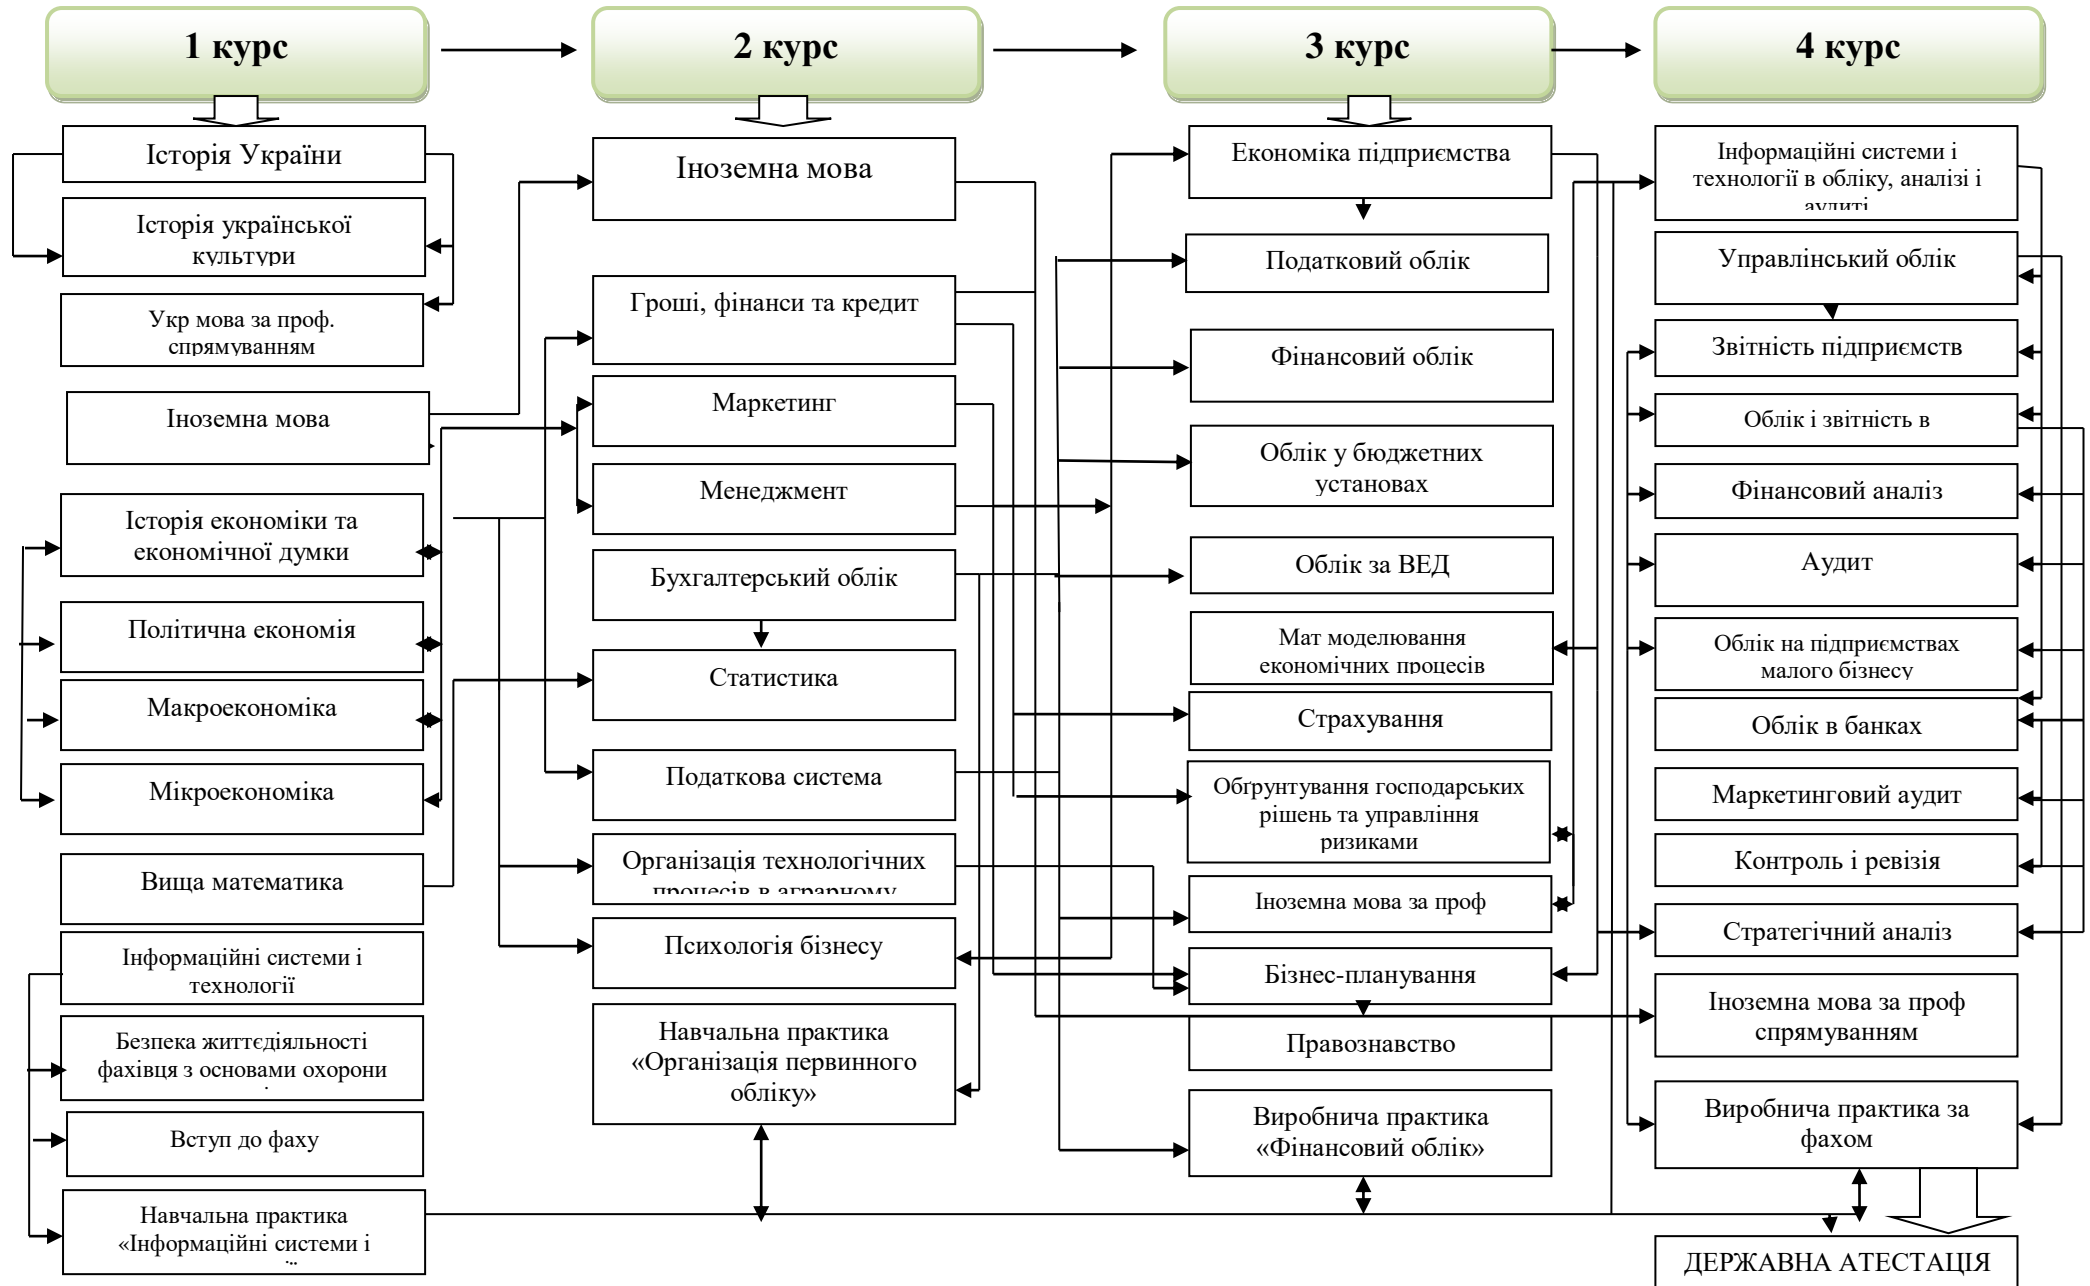 1 курс
2 курс
3 курс
4 курс
Історія України
Історія української
культури
Укр мова за проф.
спрямуванням
Іноземна мова
Історія економіки та
економічної думки
Політична економія
Макроекономіка
Мікроекономіка
Вища математика
Інформаційні системи і
технології
Безпека життєдіяльності
фахівця з основами охорони
Вступ до фаху
Навчальна практика
«Інформаційні системи і
Іноземна мова
Гроші, фінанси та кредит
Маркетинг
Менеджмент
Бухгалтерський облік
Статистика
Податкова система
Організація технологічних
процесів в аграрному
Психологія бізнесу
Навчальна практика
«Організація первинного
обліку»
Економіка підприємства
Податковий облік
Фінансовий облік
Облік у бюджетних
установах
Облік за ВЕД
Мат моделювання
економічних процесів
Страхування
Обґрунтування господарських
рішень та управління
ризиками
Іноземна мова за проф
Бізнес-планування
Правознавство
Виробнича практика
«Фінансовий облік»
Інформаційні системи і
технології в обліку, аналізі і
аудиті
Управлінський облік
Звітність підприємств
Облік і звітність в
Фінансовий аналіз
Аудит
Облік на підприємствах
малого бізнесу
Облік в банках
Маркетинговий аудит
Контроль і ревізія
Стратегічний аналіз
Іноземна мова за проф
спрямуванням
Виробнича практика за
фахом
ДЕРЖАВНА АТЕСТАЦІЯ